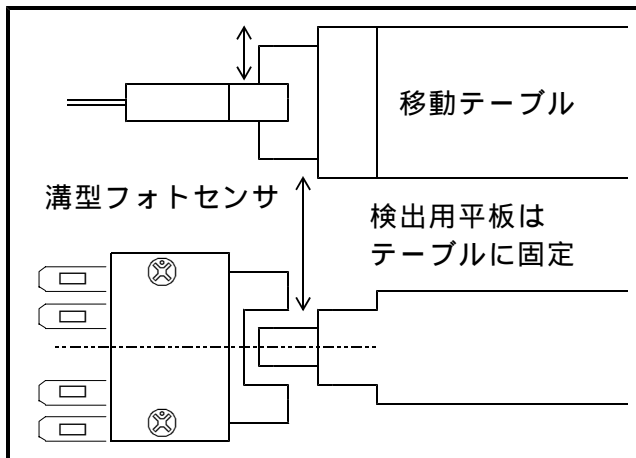 移動テーブル
溝型フォトセンサ
検出用平板は
テーブルに固定